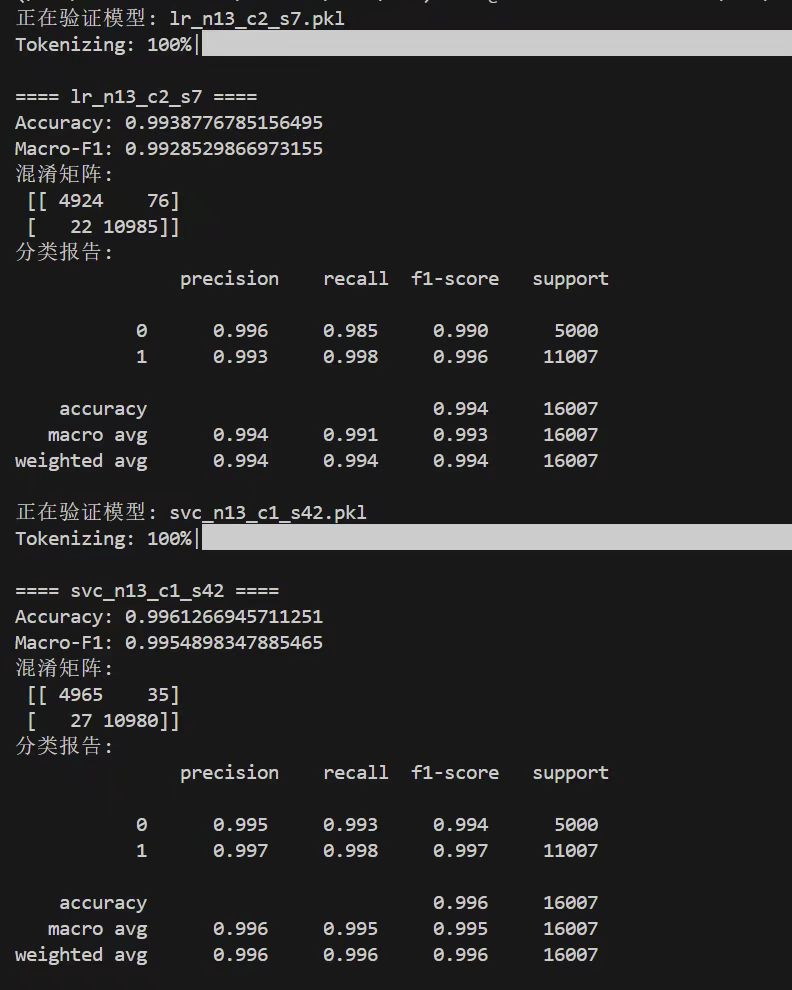 正在验证模型: lr_n13_c2_s7.pkl
Tokenizing: 100%|
==== lr_n13_c2_s7 ====
Accuracy: 0.9938776785156495
Macro-F1: 0.9928529866973155
混淆矩阵:
[[ 4924    76]
[   22 10985]]
分类报告:
precision    recall  f1-score   support
0      0.996     0.985     0.990      5000
1      0.993     0.998     0.996     11007
accuracy                          0.994     16007
macro avg      0.994     0.991     0.993     16007
weighted avg      0.994     0.994     0.994     16007
正在验证模型: svc_n13_c1_s42.pkl
Tokenizing: 100%|
==== svc_n13_c1_s42 ====
Accuracy: 0.9961266945711251
Macro-F1: 0.9954898347885465
混淆矩阵:
[[ 4965    35]
[   27 10980]]
分类报告:
precision    recall  f1-score   support
0      0.995     0.993     0.994      5000
1      0.997     0.998     0.997     11007
accuracy                          0.996     16007
macro avg      0.996     0.995     0.995     16007
weighted avg      0.996     0.996     0.996     16007